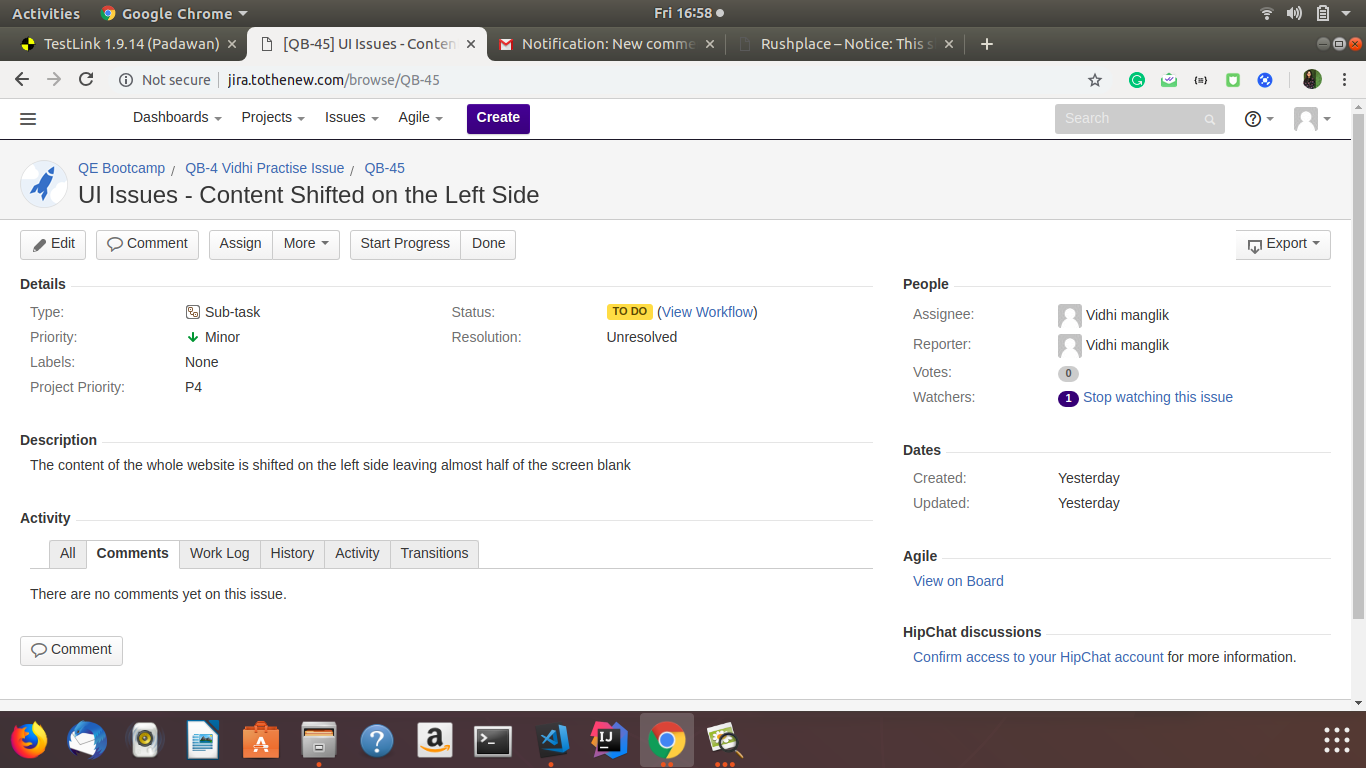 Activities Google Chrome Fri 16:58
TestLink 1.9.14 (Padawan) [QB-45] UI Issues - Conten Notification: New comme Rushplace – Notice: This s
Not secure jira.tothenew.com/browse/QB-45
Dashboards Projects Issues Agile Create Search
QE Bootcamp / QB-4 Vidhi Practise Issue / QB-45
UI Issues - Content Shifted on the Left Side
Edit Comment Assign More Start Progress Done Export
Details
Type: Sub-task Status: TO DO (View Workflow)
Priority: Minor Resolution: Unresolved
Labels: None
Project Priority: P4
People
Assignee: Vidhi manglik
Reporter: Vidhi manglik
Votes: 0
Watchers: 1 Stop watching this issue
Description
The content of the whole website is shifted on the left side leaving almost half of the screen blank
Dates
Created: Yesterday
Updated: Yesterday
Activity
All Comments Work Log History Activity Transitions
There are no comments yet on this issue.
Comment
Agile
View on Board
HipChat discussions
Confirm access to your HipChat account for more information.